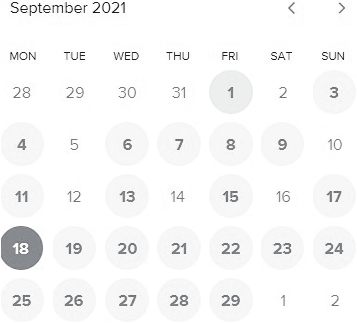 September 2021
MON TUE WED THU FRI SAT SUN
28 29 30 31 1 2 3
4 5 6 7 8 9 10
11 12 13 14 15 16 17
18 19 20 21 22 23 24
25 26 27 28 29 1 2